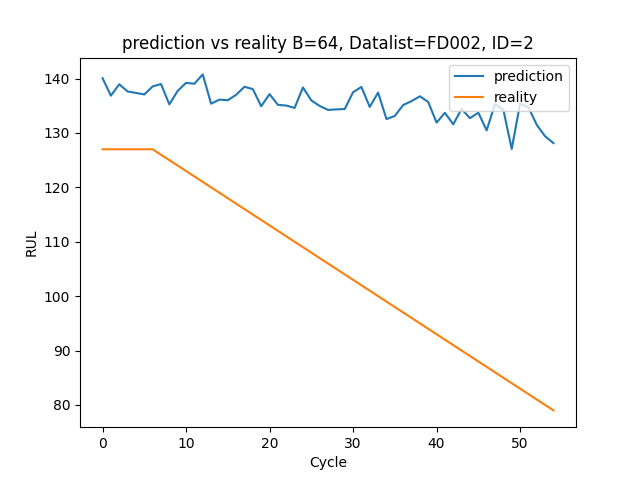 prediction vs reality B=64, Datalist=FD002, ID=2
prediction
reality
140
130
120
110
100
90
80
RUL
0 10 20 30 40 50
Cycle